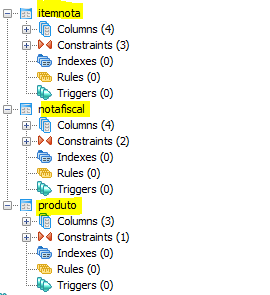 itemnota
Columns (4)
Constraints (3)
Indexes (0)
Rules (0)
Triggers (0)
notafiscal
Columns (4)
Constraints (2)
Indexes (0)
Rules (0)
Triggers (0)
produto
Columns (3)
Constraints (1)
Indexes (0)
Rules (0)
Triggers (0)